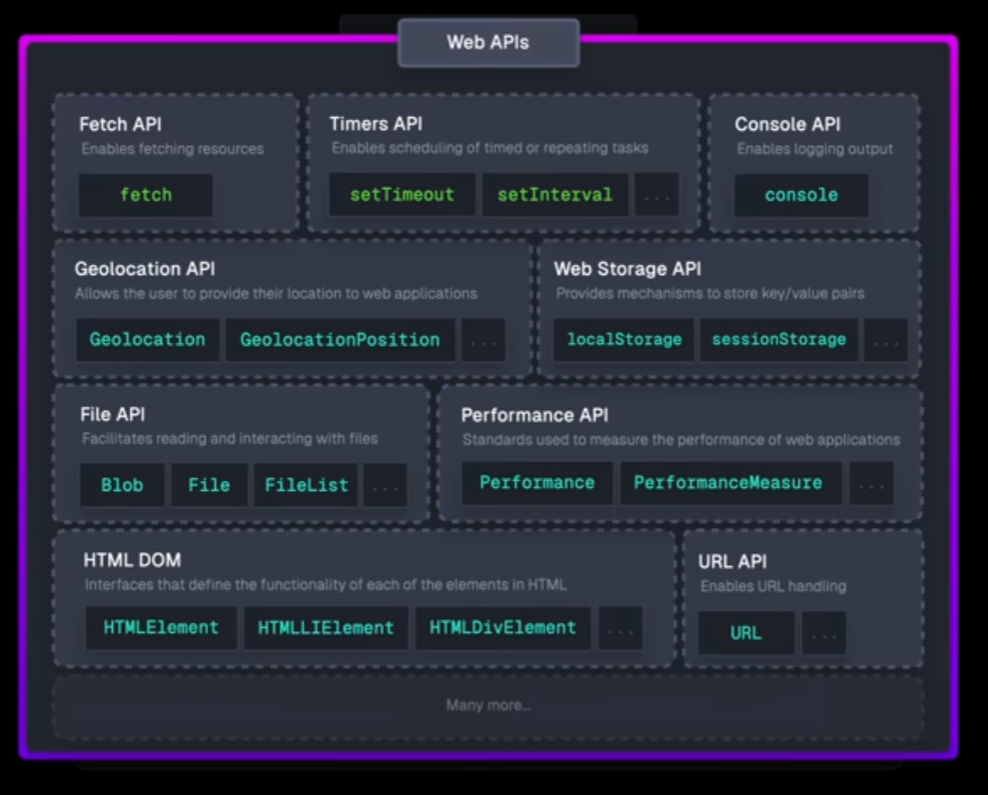 Web APIs
Fetch API
Enables fetching resources
fetch
Timers API
Enables scheduling of timed or repeating tasks
setTimeout
setInterval
...
Console API
Enables logging output
console
Geolocation API
Allows the user to provide their location to web applications
Geolocation
GeolocationPosition
...
Web Storage API
Provides mechanisms to store key/value pairs
localStorage
sessionStorage
...
File API
Facilitates reading and interacting with files
Blob
File
FileList
...
Performance API
Standards used to measure the performance of web applications
Performance
PerformanceMeasure
...
HTML DOM
Interfaces that define the functionality of each of the elements in HTML
HTMLElement
HTMLLIElement
HTMLDivElement
...
URL API
Enables URL handling
URL
...
Many more..